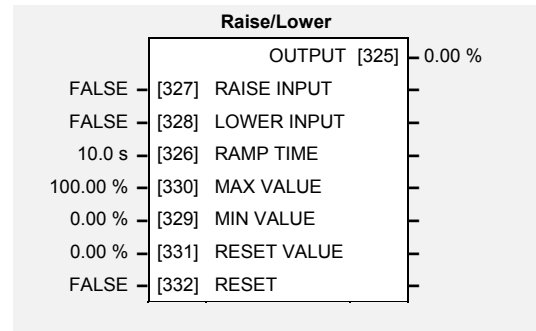 Raise/Lower
OUTPUT [325] – 0.00 %
FALSE – [327] RAISE INPUT –
FALSE – [328] LOWER INPUT –
10.0 s – [326] RAMP TIME –
100.00 % – [330] MAX VALUE –
0.00 % – [329] MIN VALUE –
0.00 % – [331] RESET VALUE –
FALSE – [332] RESET –